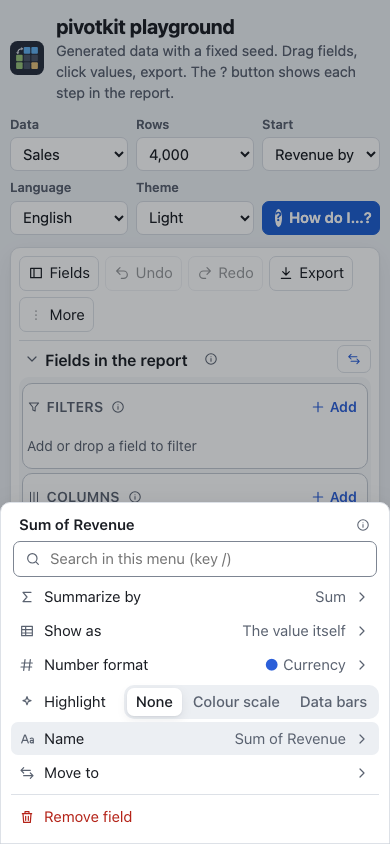 pivotkit playground
Generated data with a fixed seed. Drag fields,
click values, export. The ? button shows each
step in the report.
Data
Rows
Start
Sales
4,000
Revenue by
Language
Theme
English
Light
? How do I...?
Fields
Undo
Redo
Export
More
Fields in the report
FILTERS
+ Add
Add or drop a field to filter
COLUMNS
+ Add
Sum of Revenue
Search in this menu (key /)
Summarize by
Sum
Show as
The value itself
Number format
Currency
Highlight
None
Colour scale
Data bars
Aa Name
Sum of Revenue
Move to
Remove field